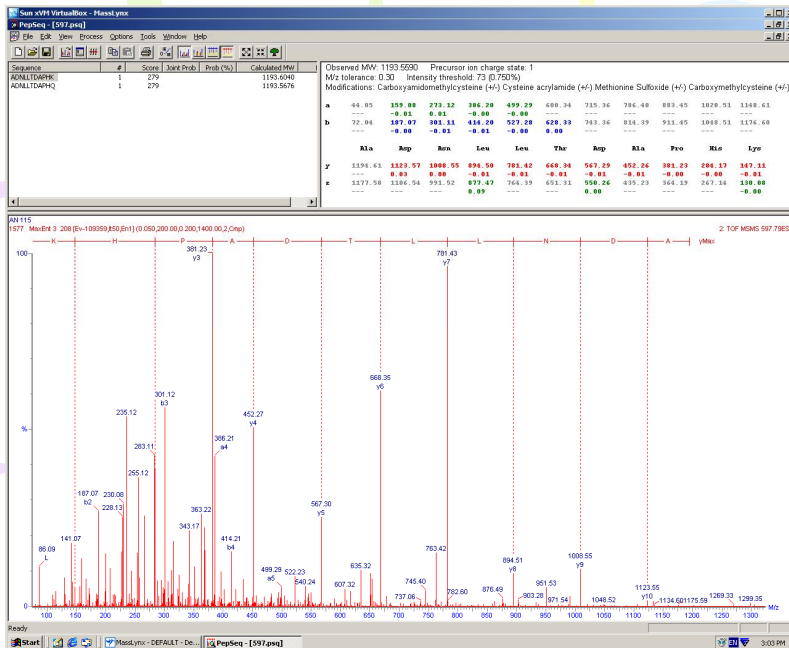 Sun xVM VirtualBox - MassLynx
PepSeq - [597.psq]
File Edit View Process Options Tools Window Help
Sequence # Score Joint Prob Prob (%) Calculated MW
ADNLLTDAPHK 1 279 1193.6040
ADNLLTDAPHQ 1 279 1193.5676
Observed MW: 1193.5590 Precursor ion charge state: 1
M/z tolerance: 0.30 Intensity threshold: 73 (0.750%)
Modifications: Carboxyamidomethylcysteine (+/-) Cysteine acrylamide (+/-) Methionine Sulfoxide (+/-) Carboxymethylcysteine (+/-)
a 44.05 159.08 273.12 386.20 499.29 600.34 715.36 786.40 883.45 1020.51 1148.61
--- -0.01 0.01 -0.00 -0.00 --- --- --- --- --- ---
b 72.04 187.07 301.11 414.20 527.28 628.33 743.36 814.39 911.45 1048.51 1176.60
--- -0.00 -0.01 -0.01 -0.00 0.00 --- --- --- --- ---
Ala Asp Asn Leu Leu Thr Asp Ala Pro His Lys
y 1194.61 1123.57 1008.55 894.50 781.42 668.34 567.29 452.26 381.23 284.17 147.11
--- 0.03 0.00 -0.01 -0.01 -0.01 -0.01 -0.01 -0.00 -0.01 -0.00
z 1177.58 1106.54 991.52 877.47 764.39 651.31 550.26 435.23 364.19 267.14 130.08
--- --- --- 0.09 --- --- 0.00 --- --- --- -0.00
AN 115
1577 MaxEnt 3 208 [Ev-109359,It50,En1] (0.050,200.00,0.200,1400.00,2,Cmp) 2: TOF MSMS 597.79ES
K H P A D T L L N D A yMax
100
%
0
381.23
y3
781.43
y7
668.35
y6
301.12
b3
235.12
452.27
y4
283.11
386.21
a4
255.12
187.07
b2
230.08
228.13
363.22
343.17
567.30
y5
141.07
414.21
b4
86.09
L
499.29
a5
522.23
540.24
635.32
607.32
763.42
745.40
737.06
782.60
894.51
y8
876.49
903.28
951.53
971.54
1008.55
y9
1048.52
1123.55
y10
1134.60
1175.59
1269.33
1299.35
100 150 200 250 300 350 400 450 500 550 600 650 700 750 800 850 900 950 1000 1050 1100 1150 1200 1250 1300 M/z
Ready
Start MassLynx - DEFAULT - De... PepSeq - [597.psq] EN 3:03 PM